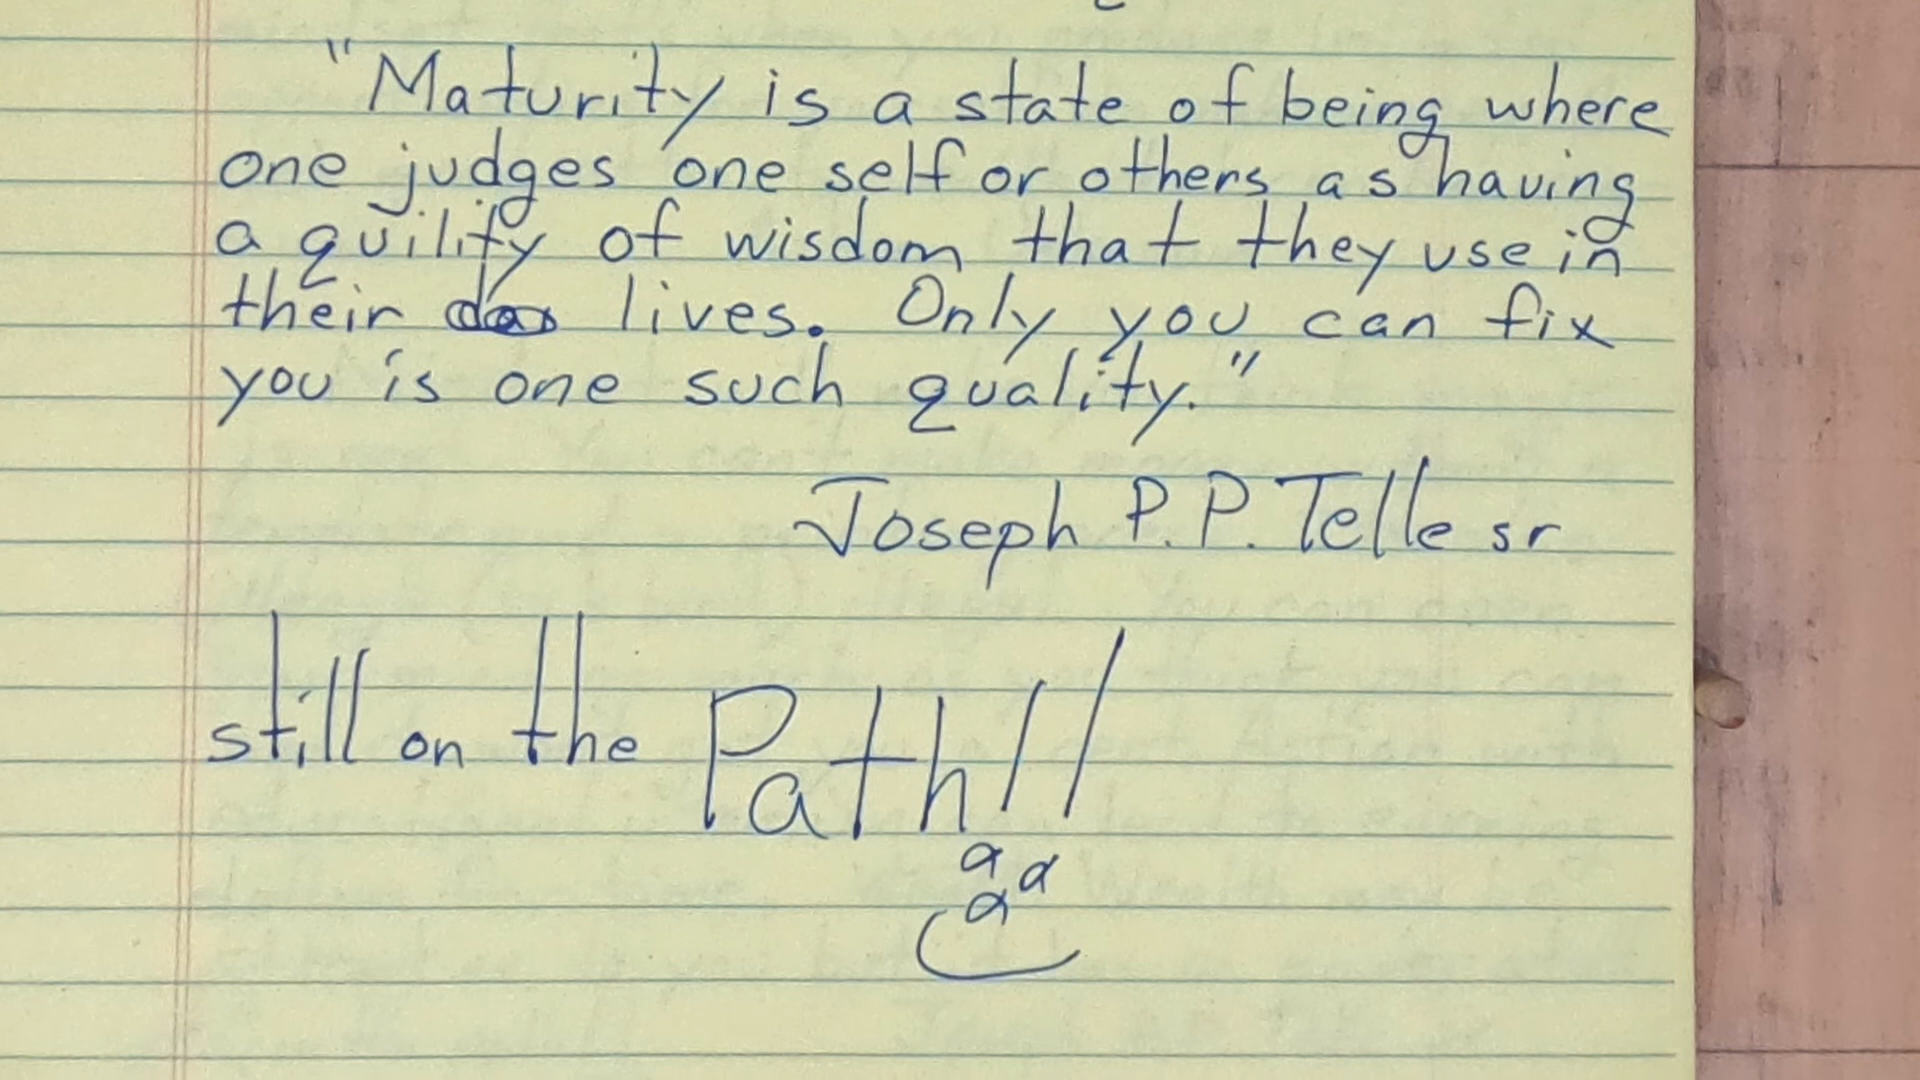 "Maturity is a state of being where
one judges one self or others as having
a quility of wisdom that they use in
their lives. Only you can fix
you is one such quality."
Joseph P.P. Telle sr
still on the Path!!